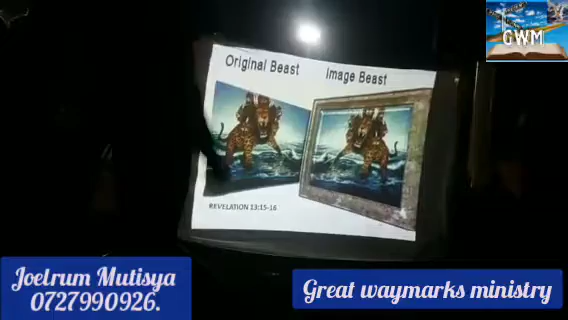 Original Beast
Image Beast
REVELATION 13:15-16
GWM
Joelrum Mutisya
0727990926.
Great waymarks ministry